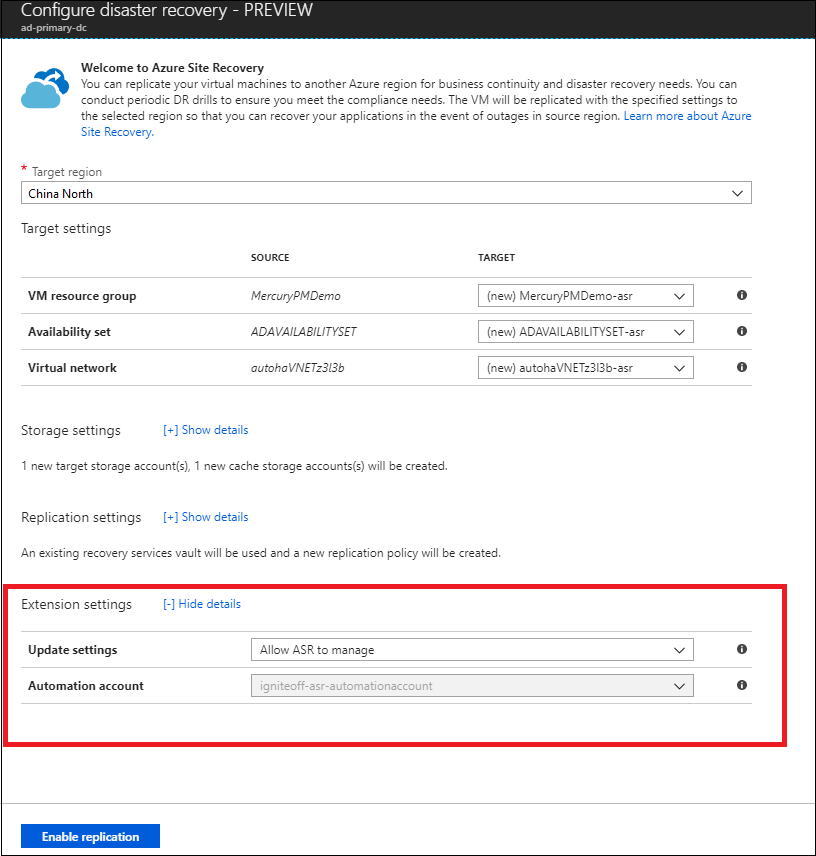 Configure disaster recovery - PREVIEW
ad-primary-dc
Welcome to Azure Site Recovery
You can replicate your virtual machines to another Azure region for business continuity and disaster recovery needs. You can
conduct periodic DR drills to ensure you meet the compliance needs. The VM will be replicated with the specified settings to
the selected region so that you can recover your applications in the event of outages in source region. Learn more about Azure
Site Recovery.
* Target region
China North
Target settings
SOURCE TARGET
VM resource group MercuryPMDemo (new) MercuryPMDemo-asr
Availability set ADAVAILABILITYSET (new) ADAVAILABILITYSET-asr
Virtual network autohaVNETz3l3b (new) autohaVNETz3l3b-asr
Storage settings [+] Show details
1 new target storage account(s), 1 new cache storage accounts(s) will be created.
Replication settings [+] Show details
An existing recovery services vault will be used and a new replication policy will be created.
Extension settings [-] Hide details
Update settings Allow ASR to manage
Automation account igniteoff-asr-automationaccount
Enable replication